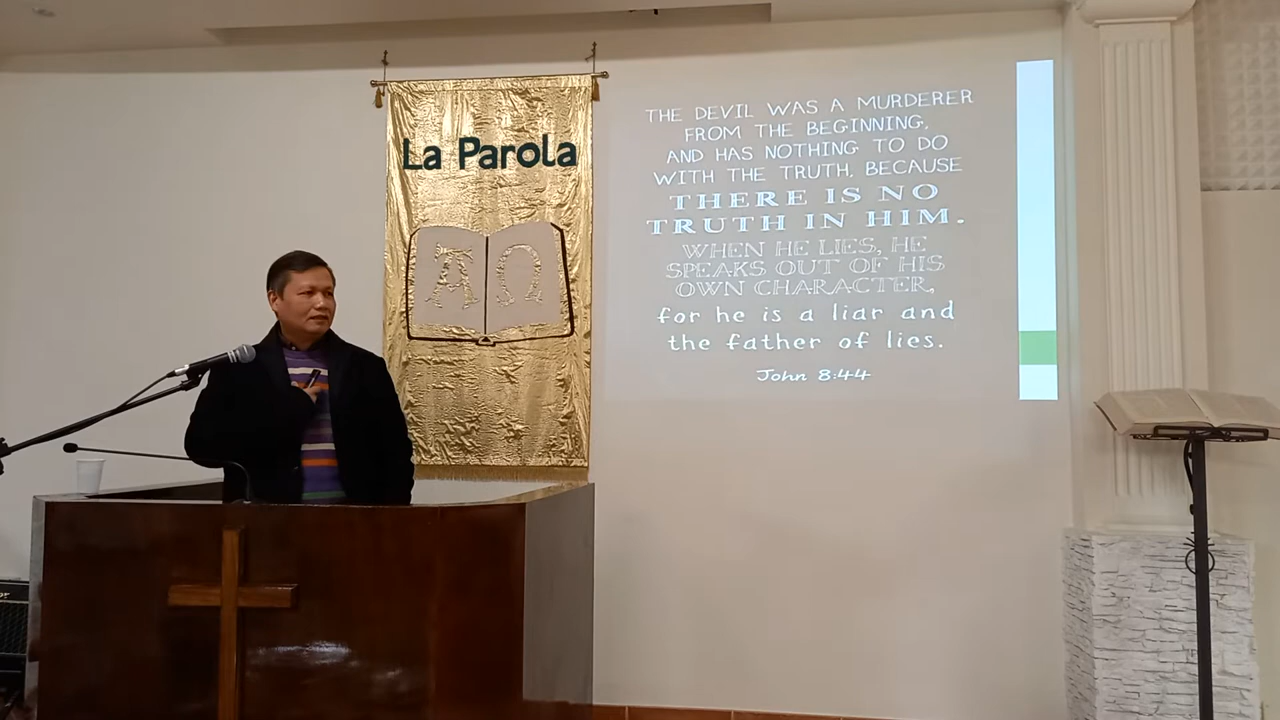 La Parola
Α Ω
THE DEVIL WAS A MURDERER
FROM THE BEGINNING,
AND HAS NOTHING TO DO
WITH THE TRUTH, BECAUSE
THERE IS NO
TRUTH IN HIM.
WHEN HE LIES, HE
SPEAKS OUT OF HIS
OWN CHARACTER,
for he is a liar and
the father of lies.
John 8:44